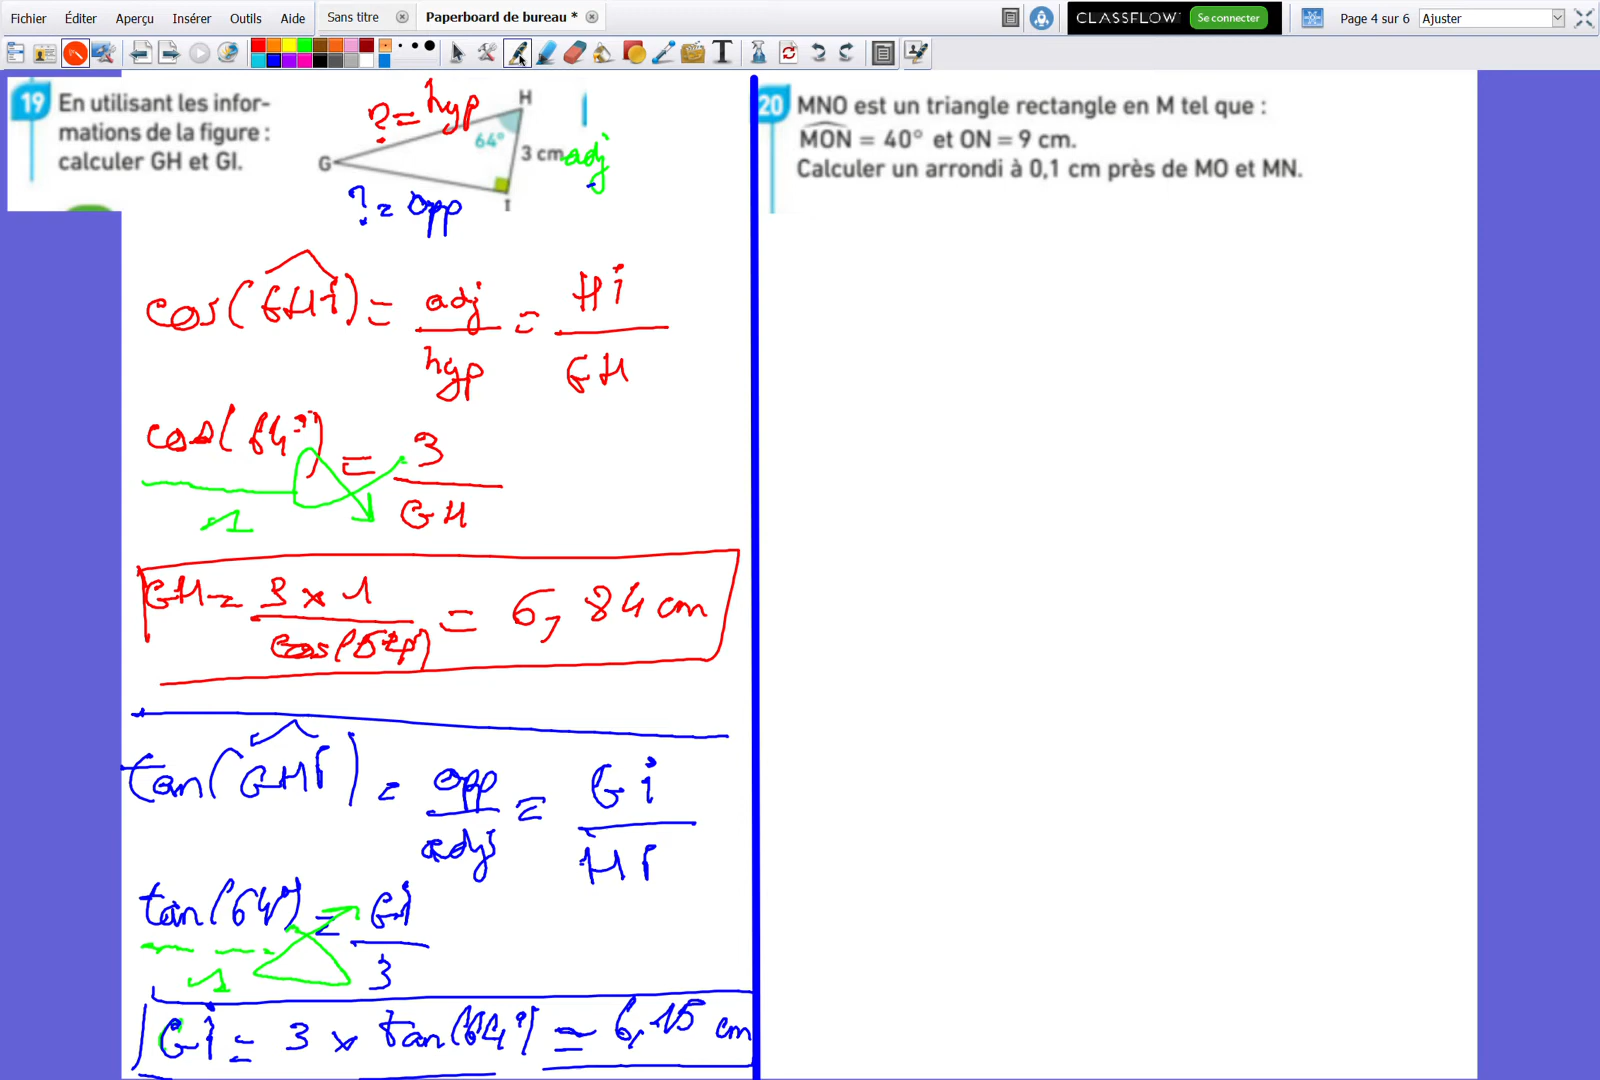 Fichier Éditer Aperçu Insérer Outils Aide
Sans titre
Paperboard de bureau *
CLASSFLOW Se connecter
Page 4 sur 6
Ajuster
19 En utilisant les infor-
mations de la figure :
calculer GH et GI.
? = hyp
H
64°
G
3 cm adj
? = opp
I
cos(GHi) = adj / hyp = Hi / GH
cos(64°) / 1 = 3 / GH
GH = 3 x 1 / cos(64°) = 6,84 cm
tan(GHI) = opp / adj = Gi / HI
tan(64°) / 1 = Gi / 3
Gi = 3 x tan(64°) = 6,15 cm
20 MNO est un triangle rectangle en M tel que :
MON = 40° et ON = 9 cm.
Calculer un arrondi à 0,1 cm près de MO et MN.